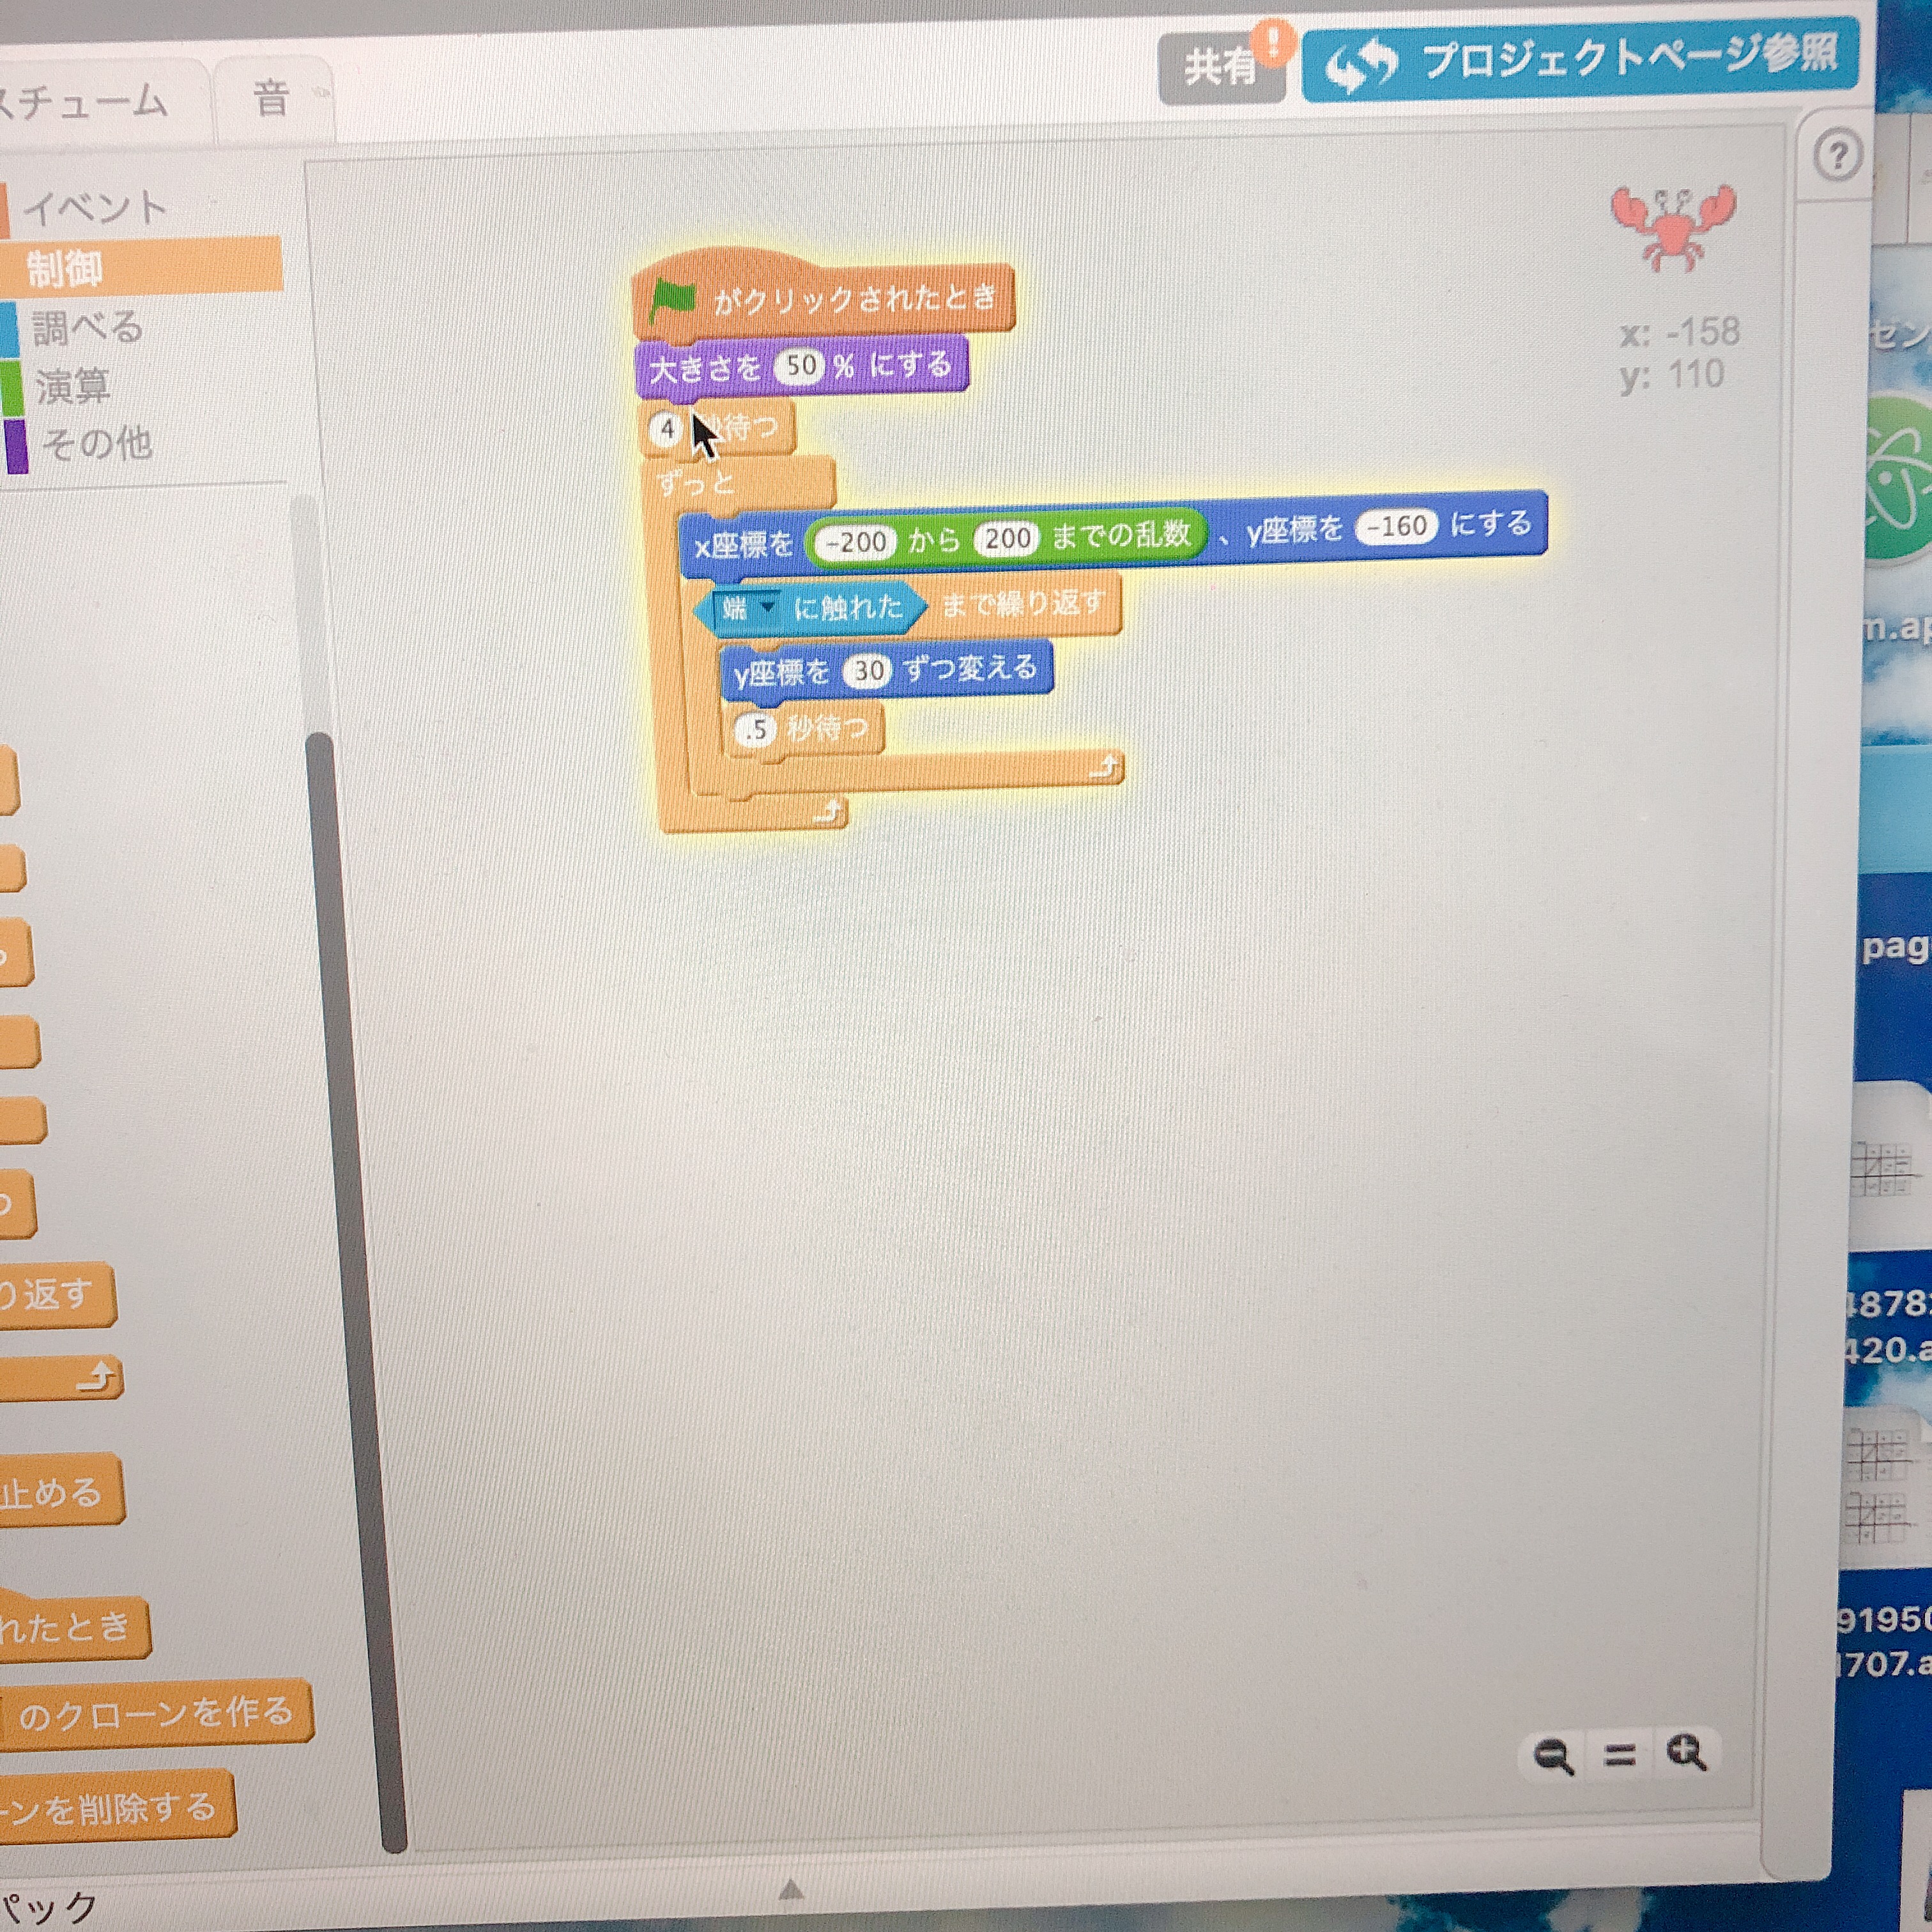 スチューム
音
共有
!
プロジェクトページ参照
?
イベント
制御
調べる
演算
その他
がクリックされたとき
大きさを 50 % にする
4 秒待つ
ずっと
x座標を -200 から 200 までの乱数 、y座標を -160 にする
端 に触れた まで繰り返す
y座標を 30 ずつ変える
.5 秒待つ
x: -158
y: 110
ゼン
m.ap
pag
り返す
止める
れたとき
のクローンを作る
ーンを削除する
パック
420.a
707.a